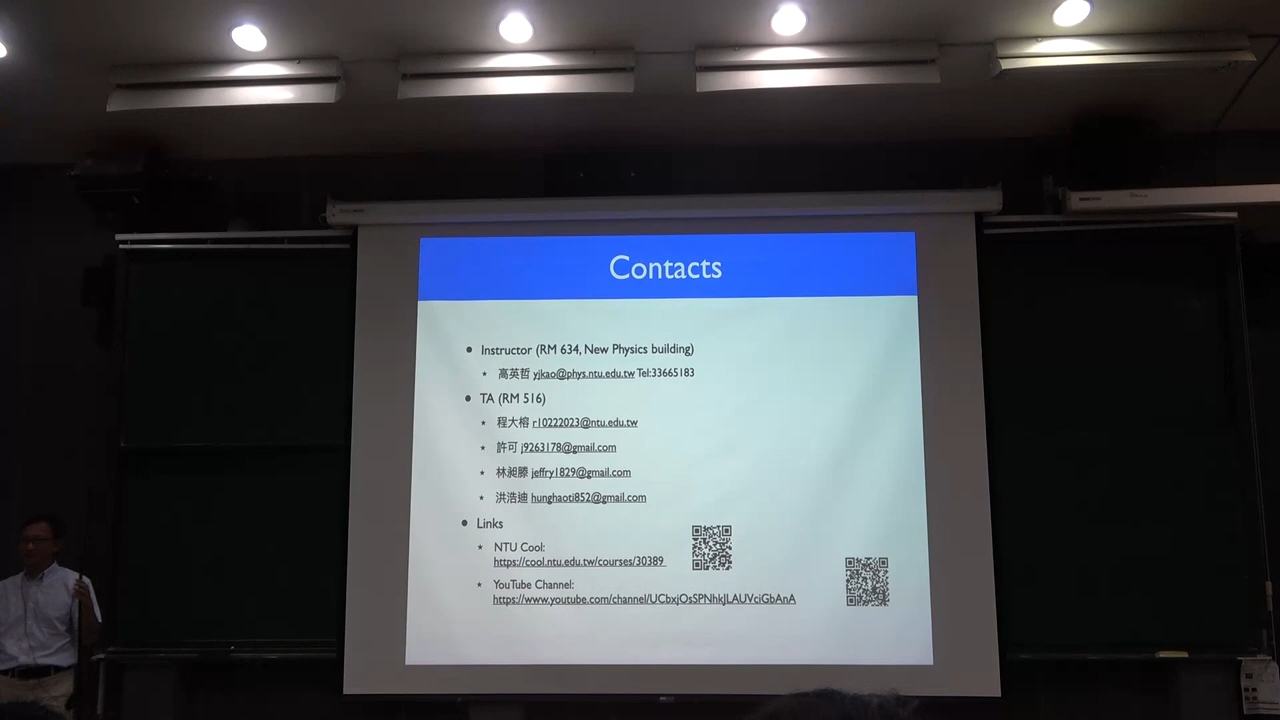 Contacts
• Instructor (RM 634, New Physics building)
⋆ 高英哲 yjkao@phys.ntu.edu.tw Tel:33665183
• TA (RM 516)
⋆ 程大榕 r10222023@ntu.edu.tw
⋆ 許可 j9263178@gmail.com
⋆ 林昶滕 jeffry1829@gmail.com
⋆ 洪浩迪 hunghaoti852@gmail.com
• Links
⋆ NTU Cool:
https://cool.ntu.edu.tw/courses/30389
⋆ YouTube Channel:
https://www.youtube.com/channel/UCbxjOsSPNhkJLAUVciGbAnA